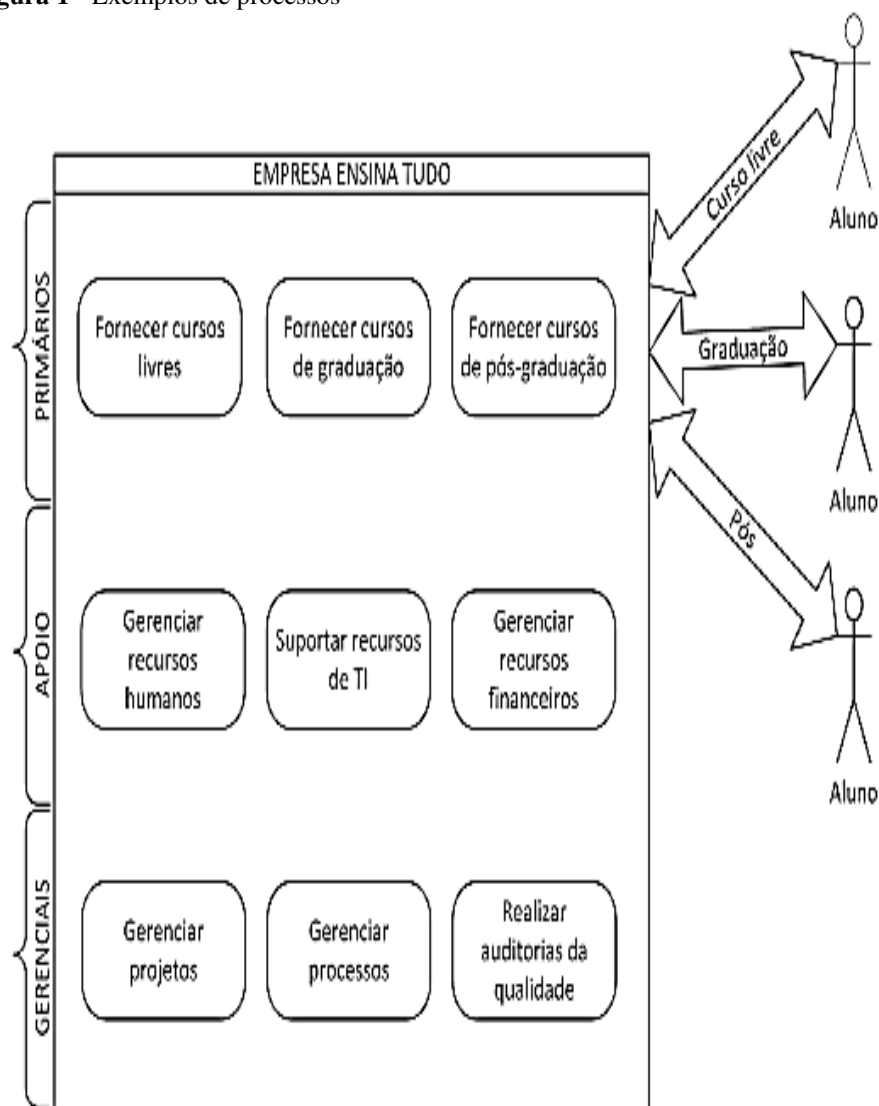 gura 1 - Exemplos de processos
EMPRESA ENSINA TUDO
PRIMÁRIOS
Fornecer cursos
livres
Fornecer cursos
de graduação
Fornecer cursos
de pós-graduação
Curso livre
Aluno
Graduação
Aluno
Pós
Aluno
APOIO
Gerenciar
recursos
humanos
Suportar recursos
de TI
Gerenciar
recursos
financeiros
GERENCIAIS
Gerenciar
projetos
Gerenciar
processos
Realizar
auditorias da
qualidade